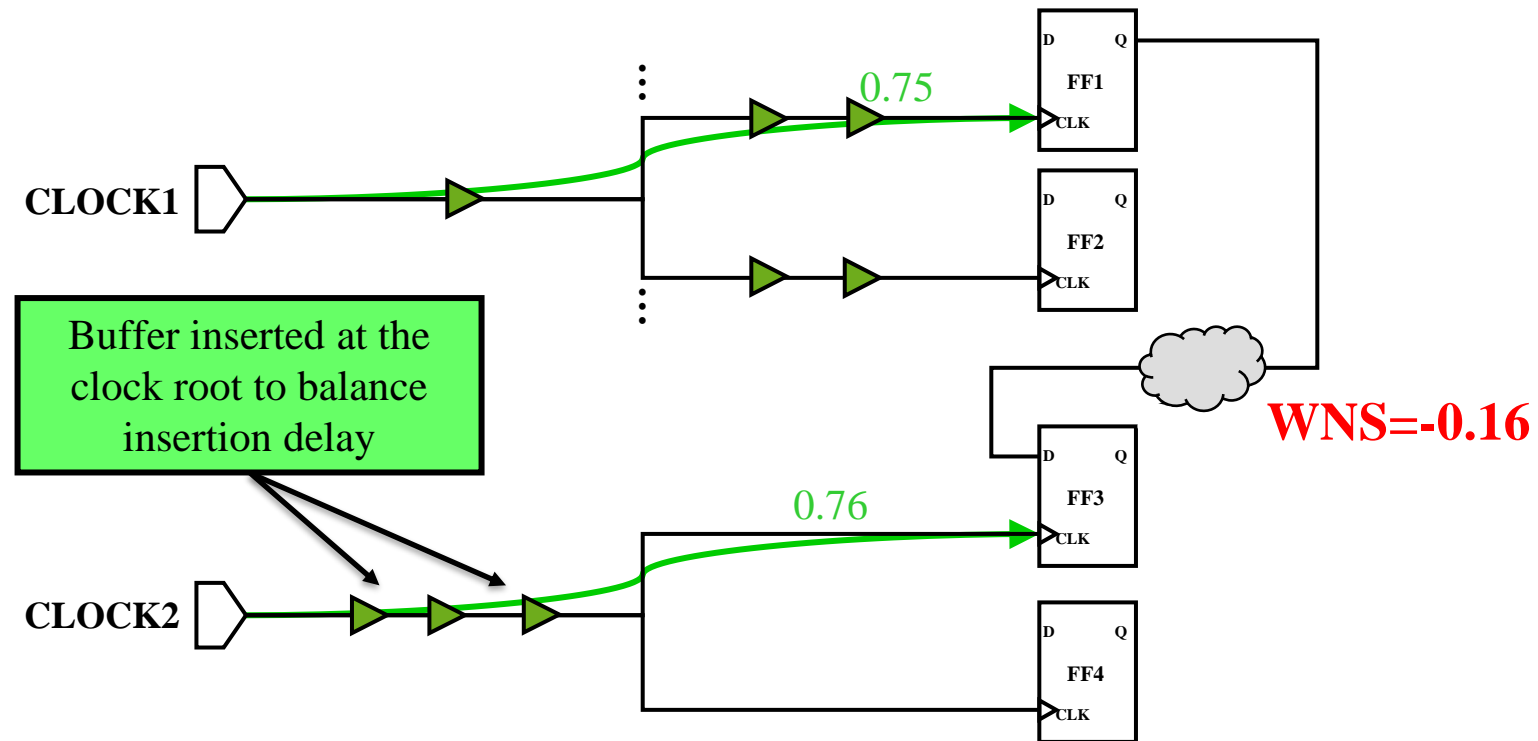 D Q
FF1
CLK
0.75
CLOCK1
D Q
FF2
CLK
Buffer inserted at the
clock root to balance
insertion delay
WNS=-0.16
D Q
FF3
CLK
0.76
CLOCK2
D Q
FF4
CLK